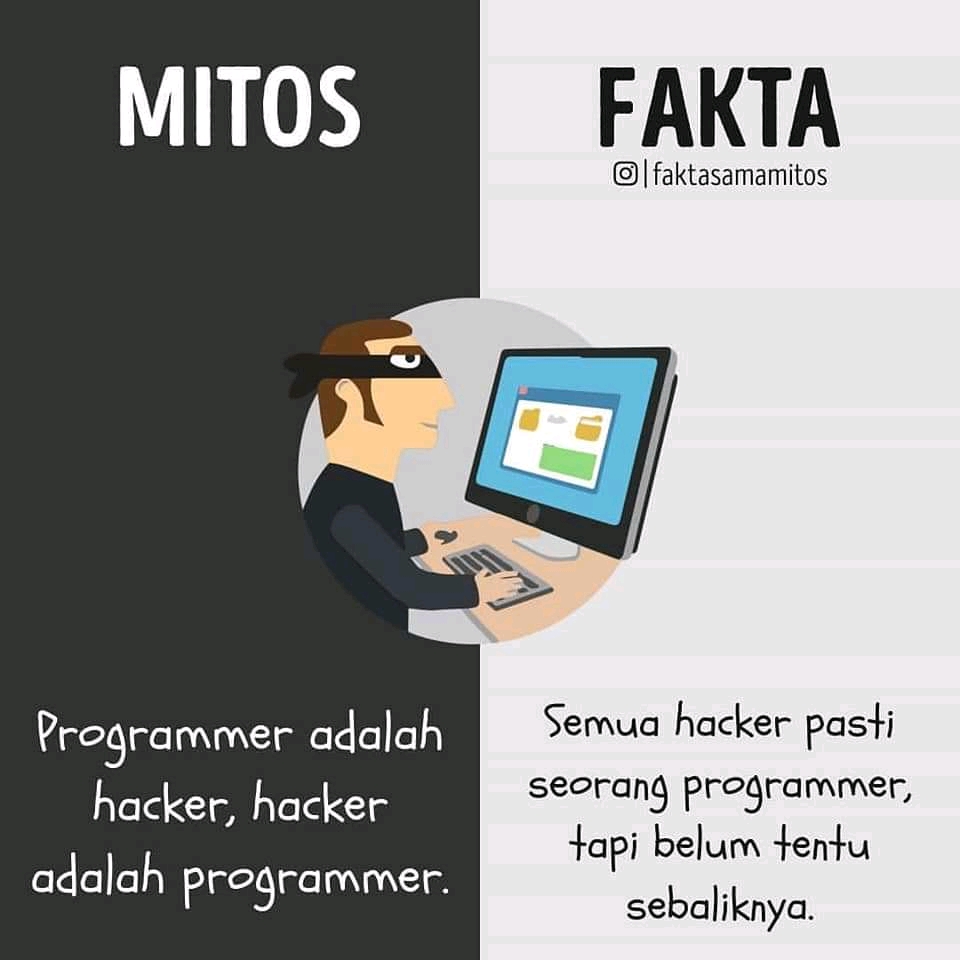 MITOS
FAKTA
|faktasamamitos
Programmer adalah
hacker, hacker
adalah programmer.
Semua hacker pasti
seorang programmer,
tapi belum tentu
sebaliknya.